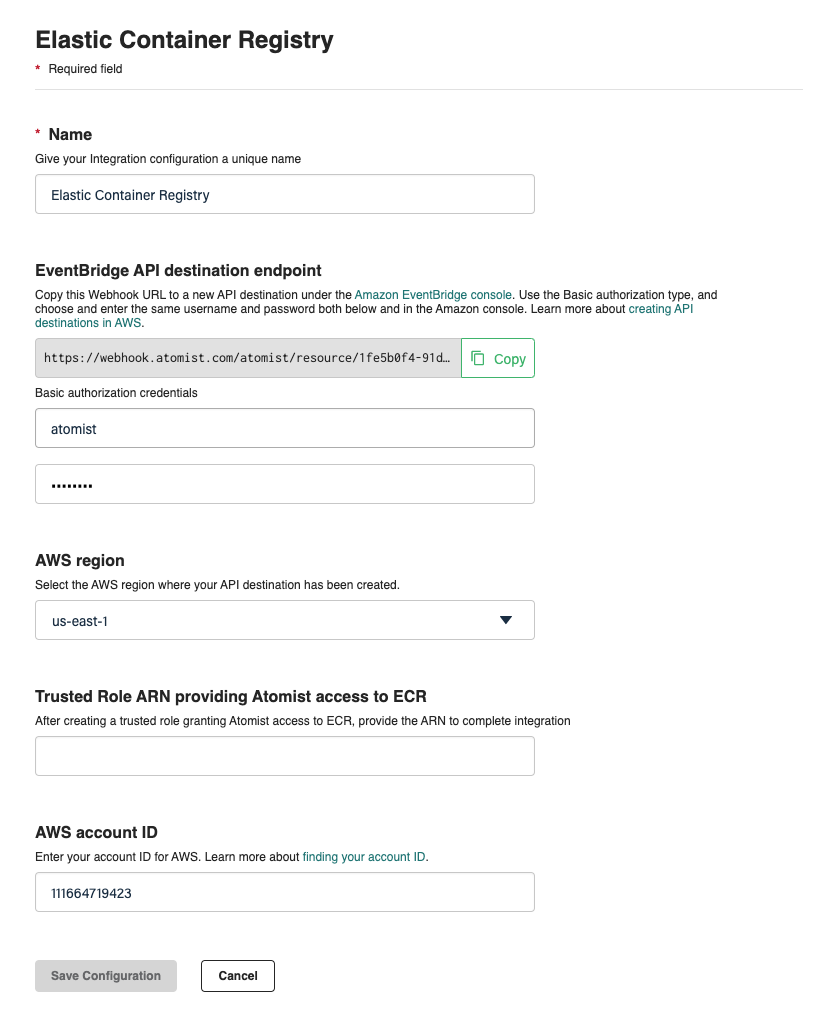 Elastic Container Registry
* Required field
* Name
Give your Integration configuration a unique name
Elastic Container Registry
EventBridge API destination endpoint
Copy this Webhook URL to a new API destination under the Amazon EventBridge console. Use the Basic authorization type, and
choose and enter the same username and password both below and in the Amazon console. Learn more about creating API
destinations in AWS.
https://webhook.atomist.com/atomist/resource/1fe5b0f4-91d… Copy
Basic authorization credentials
atomist
••••••••
AWS region
Select the AWS region where your API destination has been created.
us-east-1
Trusted Role ARN providing Atomist access to ECR
After creating a trusted role granting Atomist access to ECR, provide the ARN to complete integration
AWS account ID
Enter your account ID for AWS. Learn more about finding your account ID.
111664719423
Save Configuration Cancel